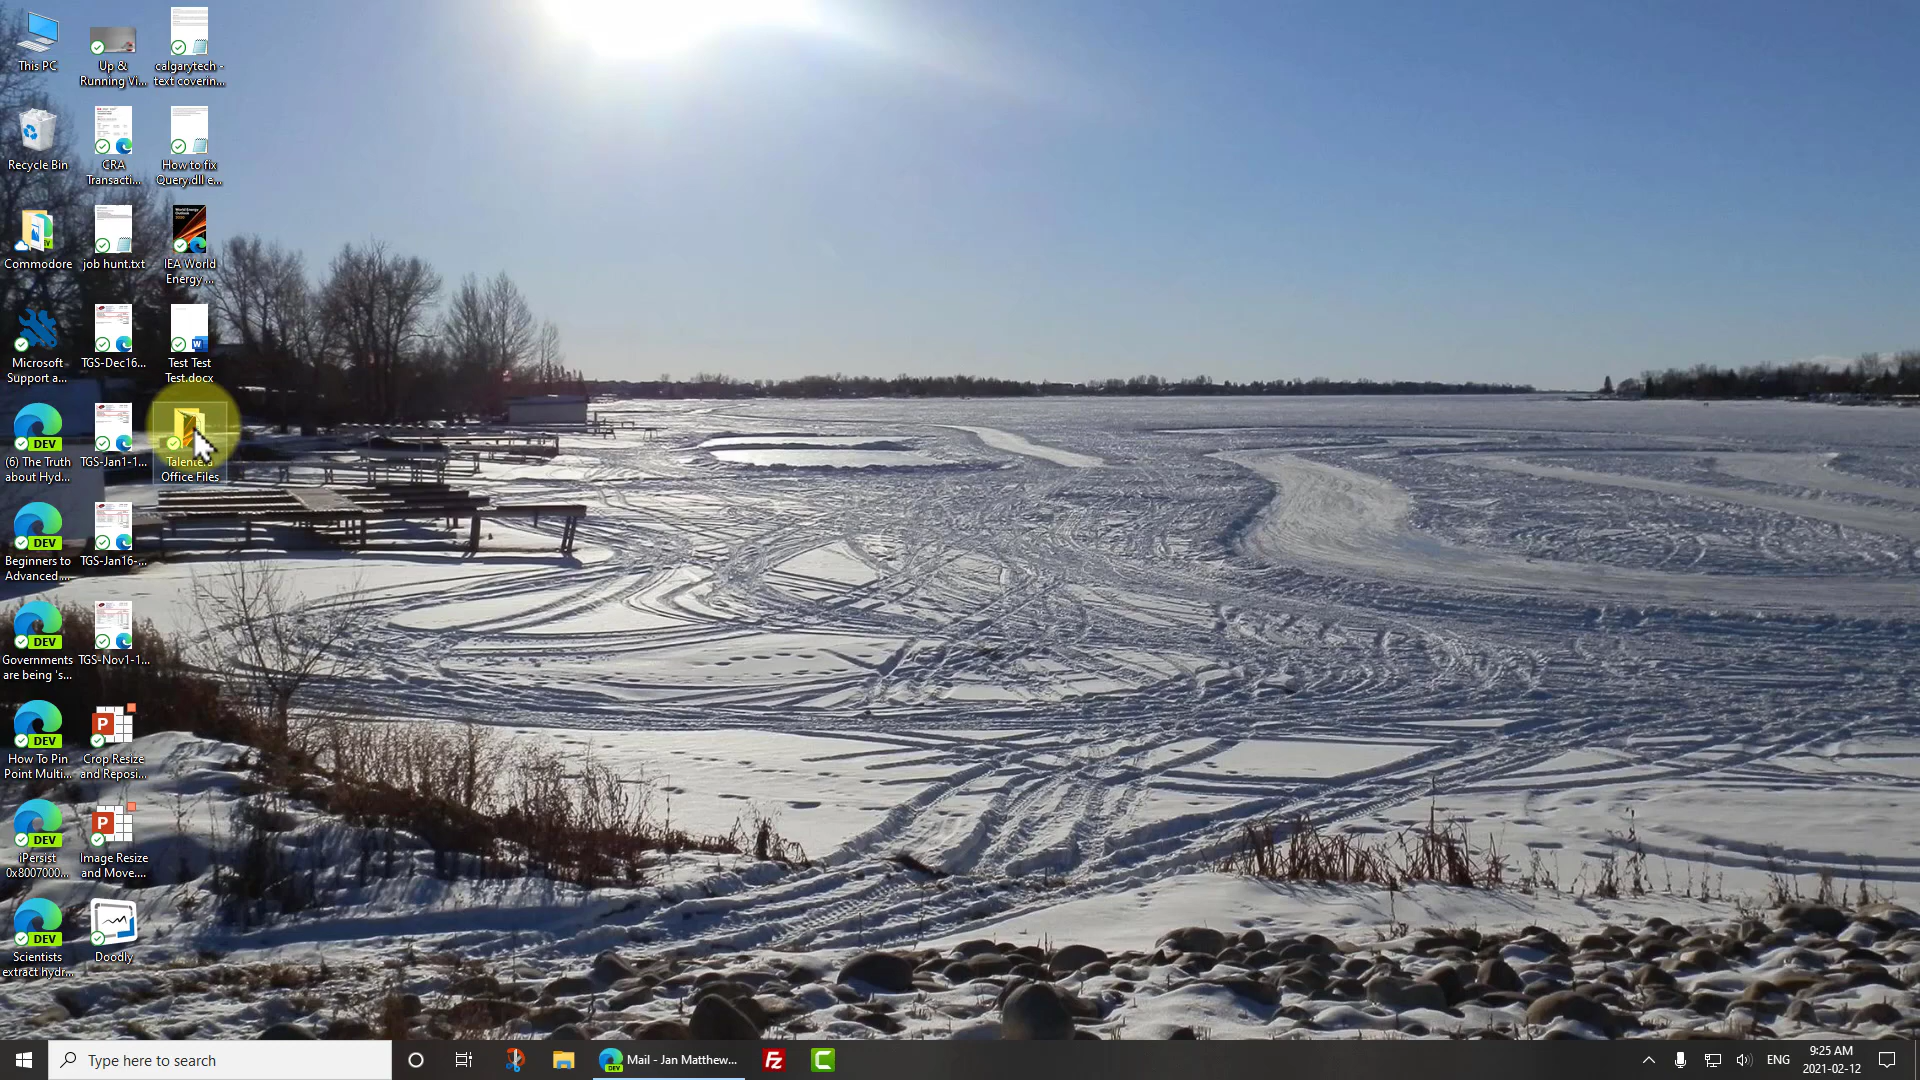 This PC
Up &
Running Vi...
calgarytech -
text coverin...
Recycle Bin
CRA
Transacti...
How to fix
Query.dll e...
Commodore
job hunt.txt
IEA World
Energy ...
Microsoft
Support a...
TGS-Dec16...
Test Test
Test.docx
(6) The Truth
about Hyd...
TGS-Jan1-1...
Office Files
Beginners to
Advanced ...
TGS-Jan16-...
Governments
are being 's...
TGS-Nov1-1...
How To Pin
Point Multi...
Crop Resize
and Reposi...
iPersist
0x8007000...
Image Resize
and Move....
Scientists
extract hydr...
Doodly
DEV
DEV
DEV
DEV
DEV
DEV
Type here to search
Mail - Jan Matthew...
ENG
9:25 AM
2021-02-12